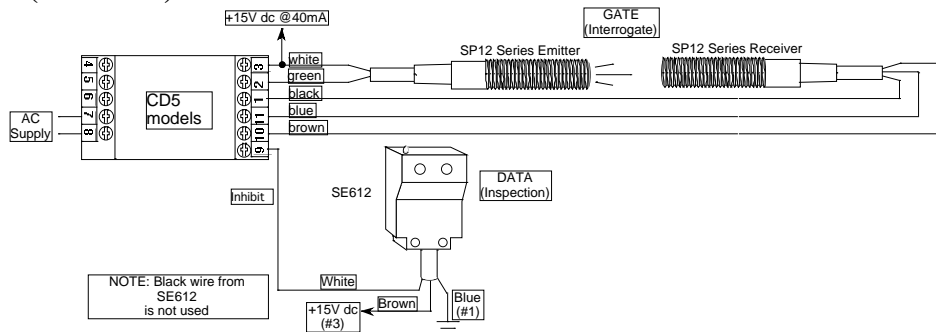 +15V dc @40mA
GATE
(Interrogate)
SP12 Series Emitter
SP12 Series Receiver
4
5
6
7
8
CD5
models
3
2
1
11
10
9
white
green
black
blue
brown
AC
Supply
Inhibit
SE612
DATA
(Inspection)
NOTE: Black wire from
SE612
is not used
White
Brown
+15V dc
(#3)
Blue
(#1)